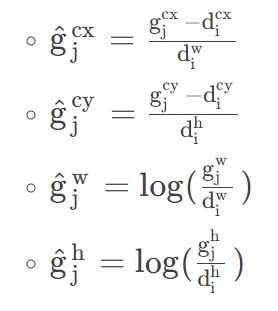 ○ ĝ_j^cx = (g_j^cx − d_i^cx) / d_i^w
○ ĝ_j^cy = (g_j^cy − d_i^cy) / d_i^h
○ ĝ_j^w = log(g_j^w / d_i^w)
○ ĝ_j^h = log(g_j^h / d_i^h)